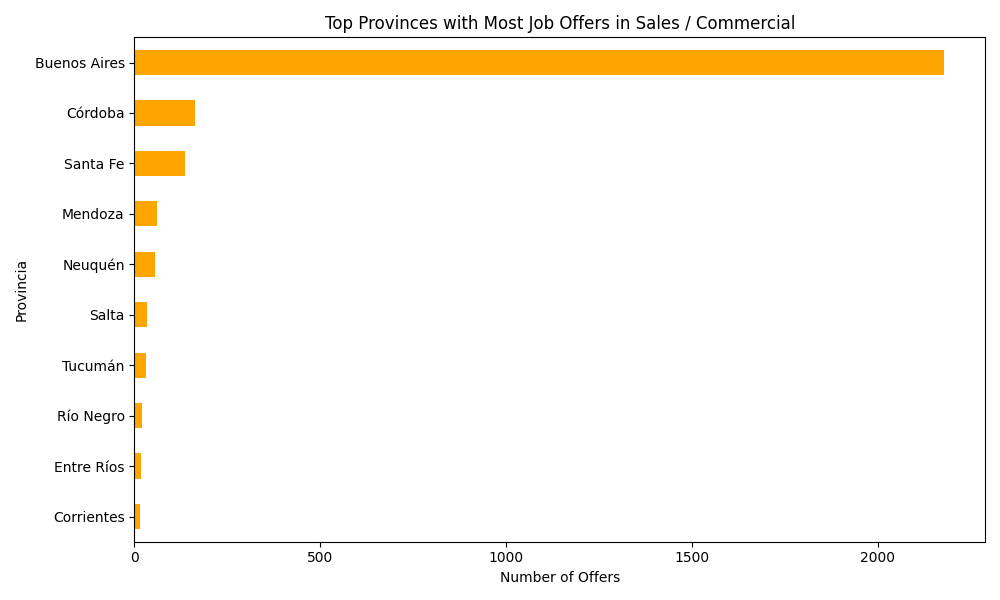 Top Provinces with Most Job Offers in Sales / Commercial
Provincia
Buenos Aires
Córdoba
Santa Fe
Mendoza
Neuquén
Salta
Tucumán
Río Negro
Entre Ríos
Corrientes
0 500 1000 1500 2000
Number of Offers